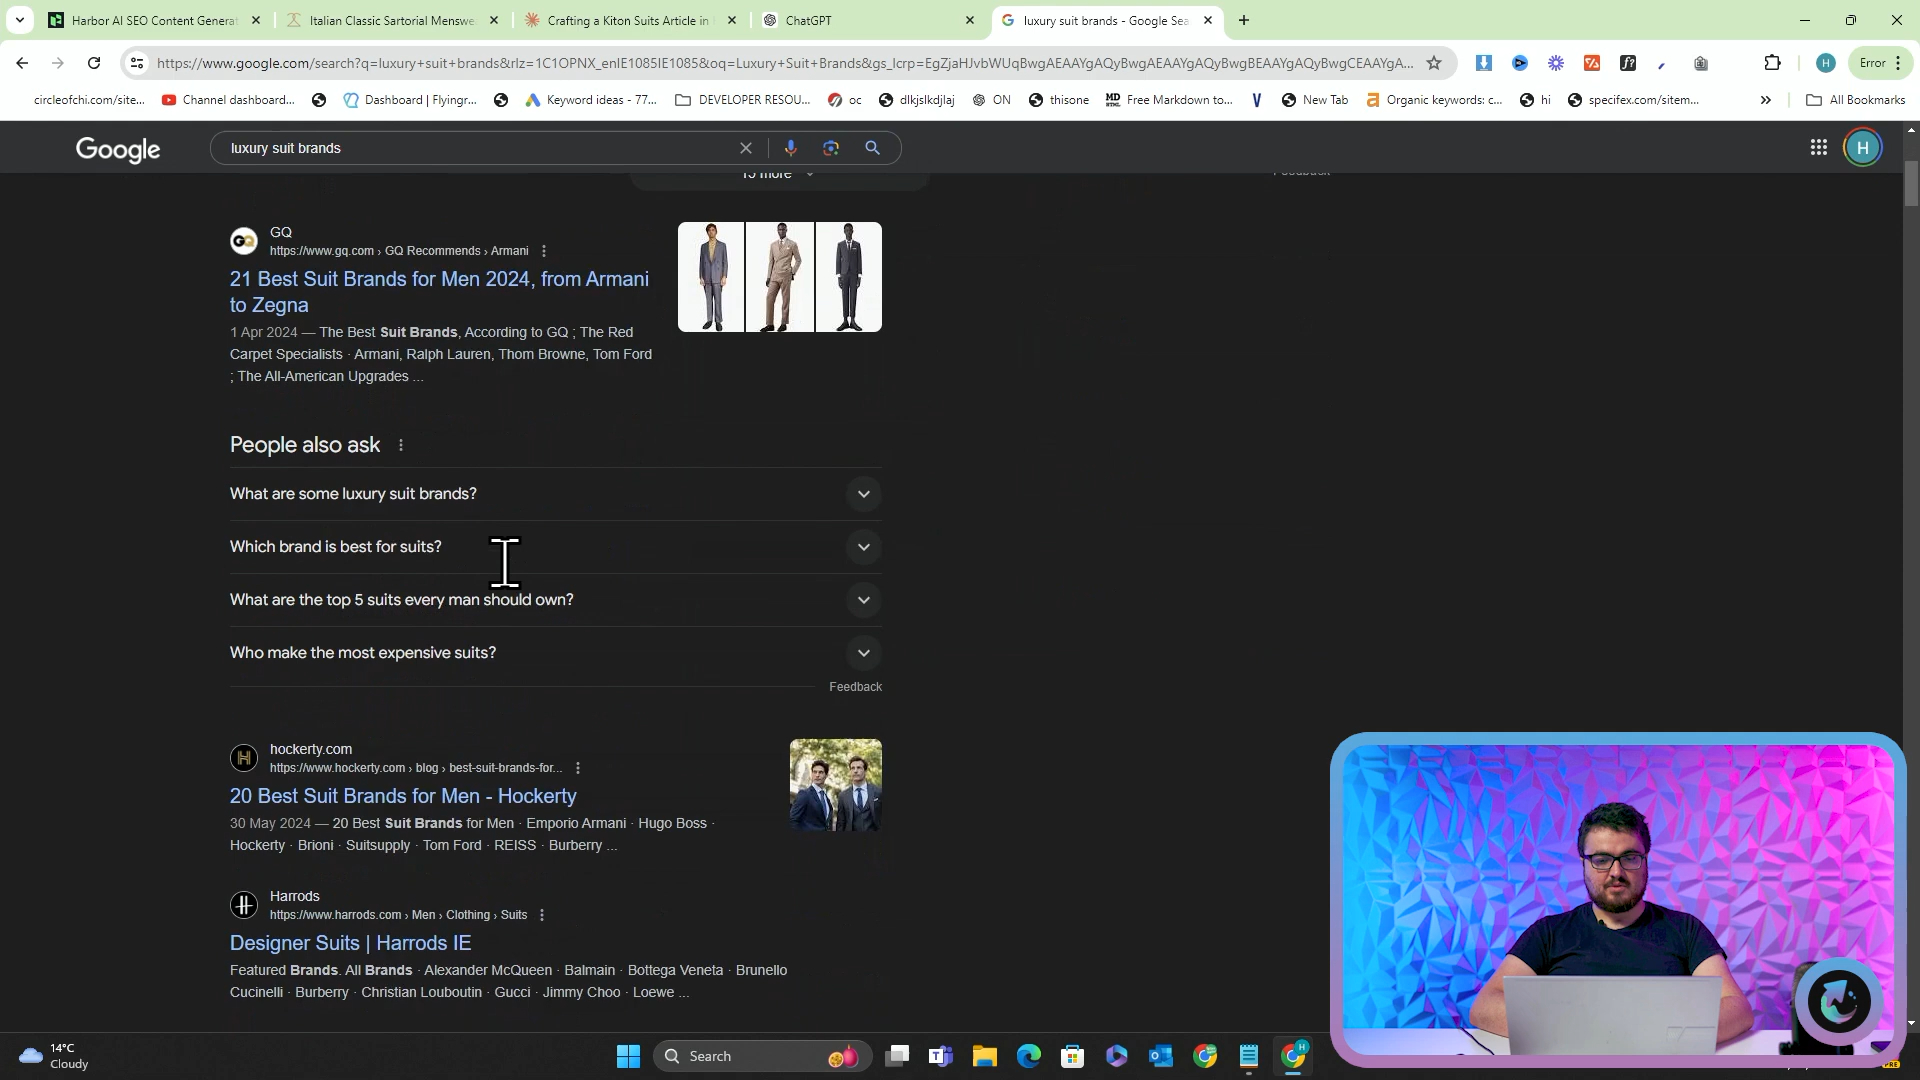 Harbor AI SEO Content Genera
Italian Classic Sartorial Menswe
Crafting a Kiton Suits Article in
ChatGPT
luxury suit brands - Google Sea
https://www.google.com/search?q=luxury+suit+brands&rlz=1C1OPNX_enIE1085IE1085&oq=Luxury+Suit+Brands&gs_lcrp=EgZjaHJvbWUqBwgAEAAYgAQyBwgAEAAYgAQyBwgBEAAYgAQyBwgCEAAYgA...
H
Error
circleofchi.com/site...
Channel dashboard...
Dashboard | Flyingr...
Keyword ideas - 77...
DEVELOPER RESOU...
oc
dlkjslkdjlaj
ON
thisone
Free Markdown to...
New Tab
Organic keywords: c...
hi
specifex.com/sitem...
All Bookmarks
Google
luxury suit brands
H
15 more
Feedback
GQ
https://www.gq.com › GQ Recommends › Armani
21 Best Suit Brands for Men 2024, from Armani
to Zegna
1 Apr 2024 — The Best Suit Brands, According to GQ ; The Red
Carpet Specialists · Armani, Ralph Lauren, Thom Browne, Tom Ford
; The All-American Upgrades ...
People also ask
What are some luxury suit brands?
Which brand is best for suits?
What are the top 5 suits every man should own?
Who make the most expensive suits?
Feedback
hockerty.com
https://www.hockerty.com › blog › best-suit-brands-for...
20 Best Suit Brands for Men - Hockerty
30 May 2024 — 20 Best Suit Brands for Men · Emporio Armani · Hugo Boss ·
Hockerty · Brioni · Suitsupply · Tom Ford · REISS · Burberry ...
Harrods
https://www.harrods.com › Men › Clothing › Suits
Designer Suits | Harrods IE
Featured Brands. All Brands · Alexander McQueen · Balmain · Bottega Veneta · Brunello
Cucinelli · Burberry · Christian Louboutin · Gucci · Jimmy Choo · Loewe ...
14°C
Cloudy
Search